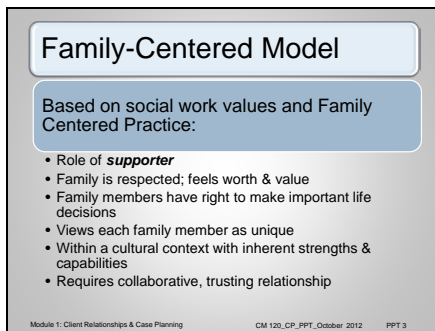 Family-Centered Model
Based on social work values and Family
Centered Practice:
• Role of supporter
• Family is respected; feels worth & value
• Family members have right to make important life
decisions
• Views each family member as unique
• Within a cultural context with inherent strengths &
capabilities
• Requires collaborative, trusting relationship
Module 1: Client Relationships & Case Planning CM 120_CP_PPT_October 2012 PPT 3